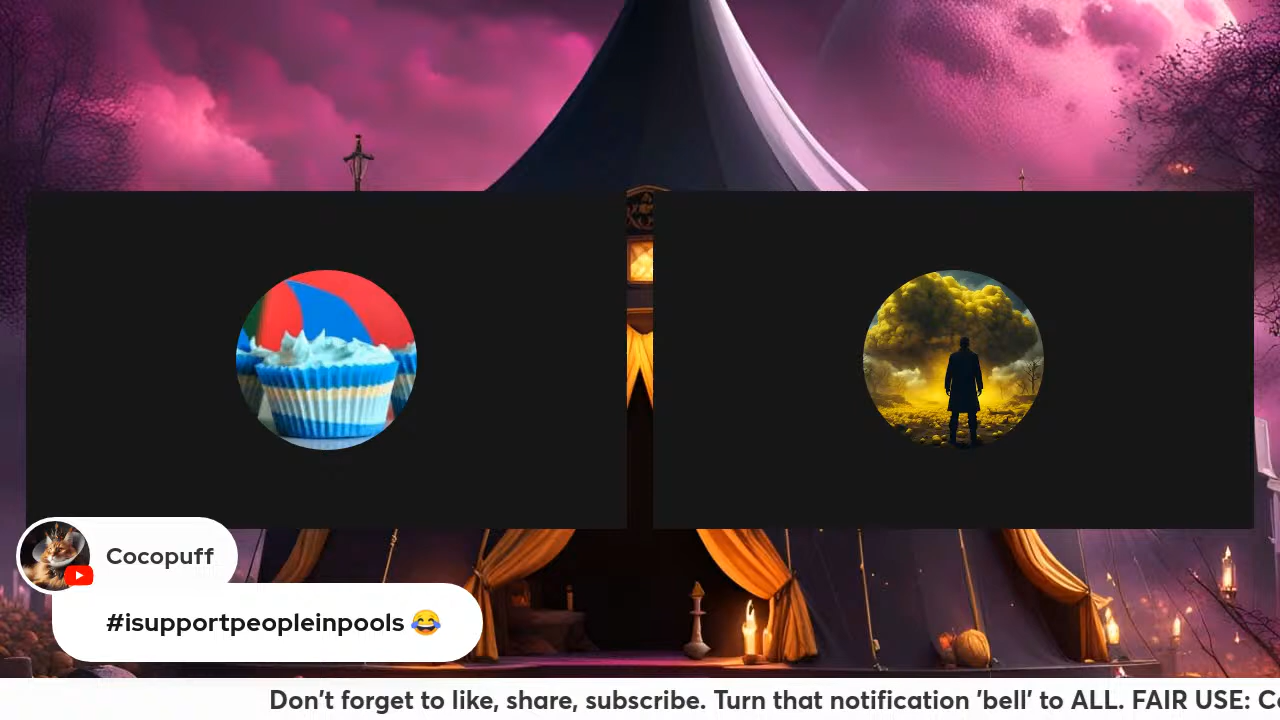 Cocopuff
#isupportpeopleinpools 😂
Don't forget to like, share, subscribe. Turn that notification 'bell' to ALL. FAIR USE: